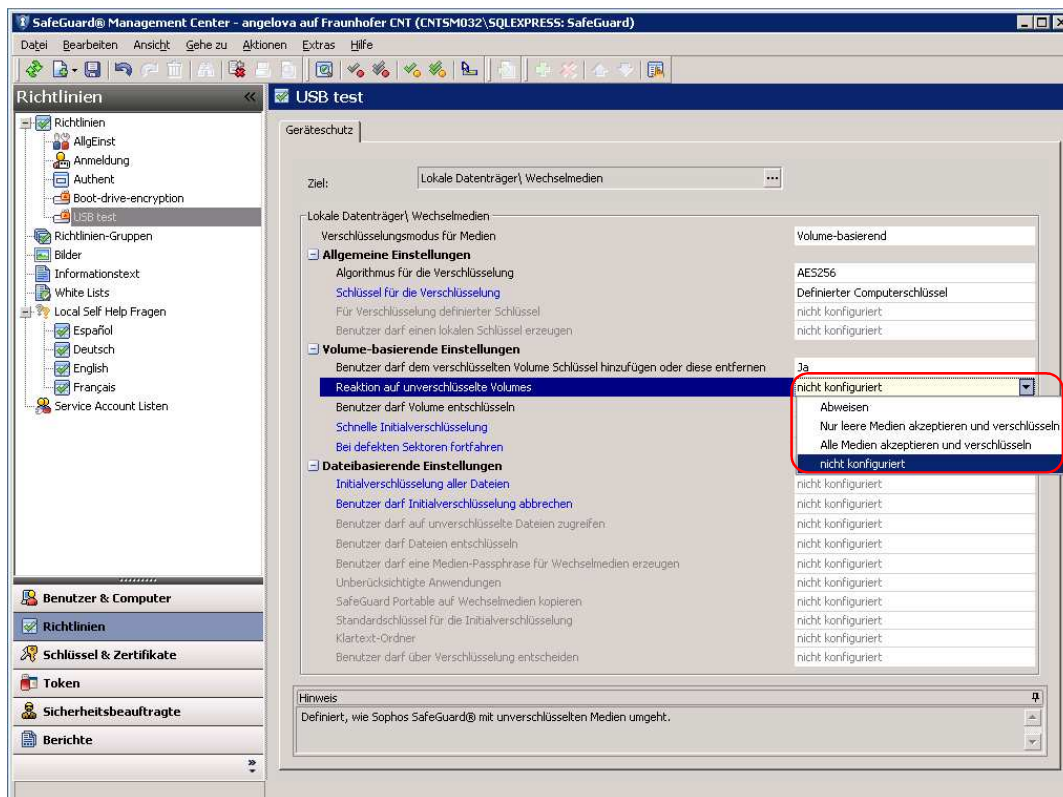 SafeGuard® Management Center - angelova auf Fraunhofer CNT (CNTSM032\SQLEXPRESS: SafeGuard)
Datei Bearbeiten Ansicht Gehe zu Aktionen Extras Hilfe
Richtlinien «
Richtlinien
AllgEinst
Anmeldung
Authent
Boot-drive-encryption
USB test
Richtlinien-Gruppen
Bilder
Informationstext
White Lists
Local Self Help Fragen
Español
Deutsch
English
Français
Service Account Listen
Benutzer & Computer
Richtlinien
Schlüssel & Zertifikate
Token
Sicherheitsbeauftragte
Berichte
»
USB test
Geräteschutz
Ziel: Lokale Datenträger\ Wechselmedien ...
Lokale Datenträger\ Wechselmedien
Verschlüsselungsmodus für Medien Volume-basierend
Allgemeine Einstellungen
Algorithmus für die Verschlüsselung AES256
Schlüssel für die Verschlüsselung Definierter Computerschlüssel
Für Verschlüsselung definierter Schlüssel nicht konfiguriert
Benutzer darf einen lokalen Schlüssel erzeugen nicht konfiguriert
Volume-basierende Einstellungen
Benutzer darf dem verschlüsselten Volume Schlüssel hinzufügen oder diese entfernen Ja
Reaktion auf unverschlüsselte Volumes nicht konfiguriert
Benutzer darf Volume entschlüsseln Abweisen
Schnelle Initialverschlüsselung Nur leere Medien akzeptieren und verschlüsseln
Bei defekten Sektoren fortfahren Alle Medien akzeptieren und verschlüsseln
Dateibasierende Einstellungen nicht konfiguriert
Initialverschlüsselung aller Dateien nicht konfiguriert
Benutzer darf Initialverschlüsselung abbrechen nicht konfiguriert
Benutzer darf auf unverschlüsselte Dateien zugreifen nicht konfiguriert
Benutzer darf Dateien entschlüsseln nicht konfiguriert
Benutzer darf eine Medien-Passphrase für Wechselmedien erzeugen nicht konfiguriert
Unberücksichtigte Anwendungen nicht konfiguriert
SafeGuard Portable auf Wechselmedien kopieren nicht konfiguriert
Standardschlüssel für die Initialverschlüsselung nicht konfiguriert
Klartext-Ordner nicht konfiguriert
Benutzer darf über Verschlüsselung entscheiden nicht konfiguriert
Hinweis
Definiert, wie Sophos SafeGuard® mit unverschlüsselten Medien umgeht.